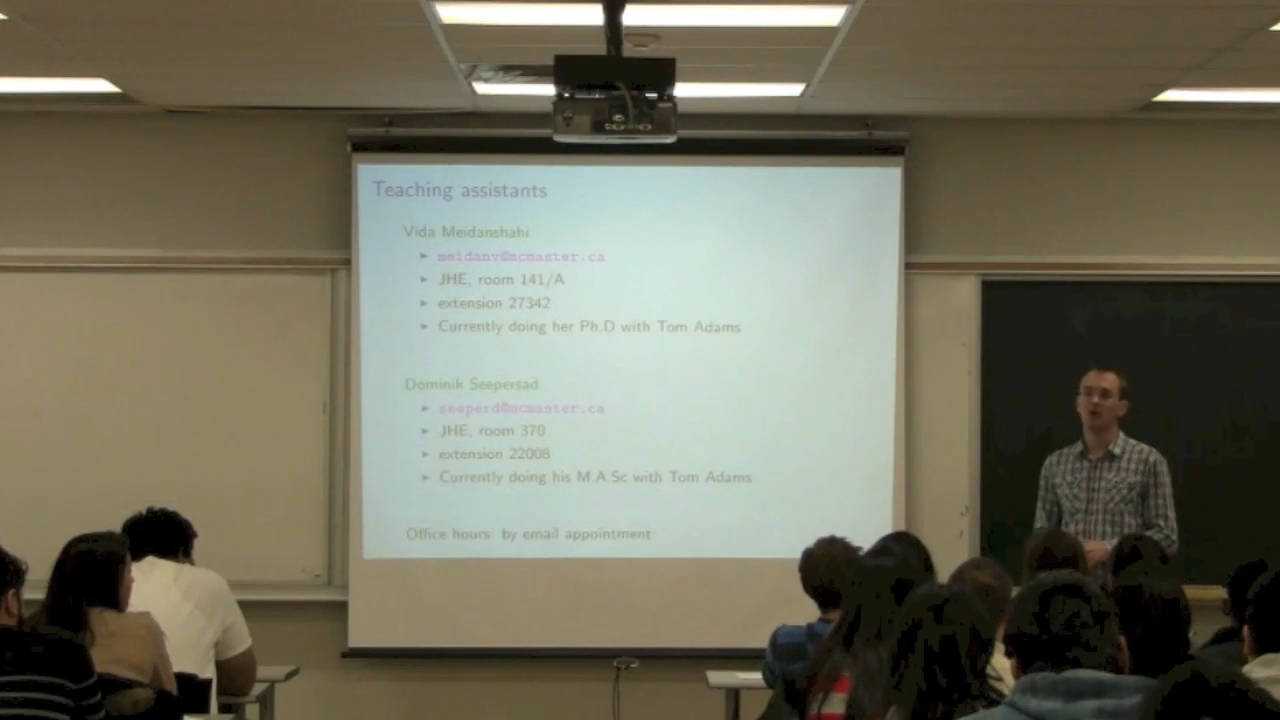 Teaching assistants
Vida Meidanshahi
► meidanv@mcmaster.ca
► JHE, room 141/A
► extension 27342
► Currently doing her Ph.D with Tom Adams
Dominik Seepersad
► seeperd@mcmaster.ca
► JHE, room 370
► extension 22008
► Currently doing his M.A.Sc with Tom Adams
Office hours: by email appointment